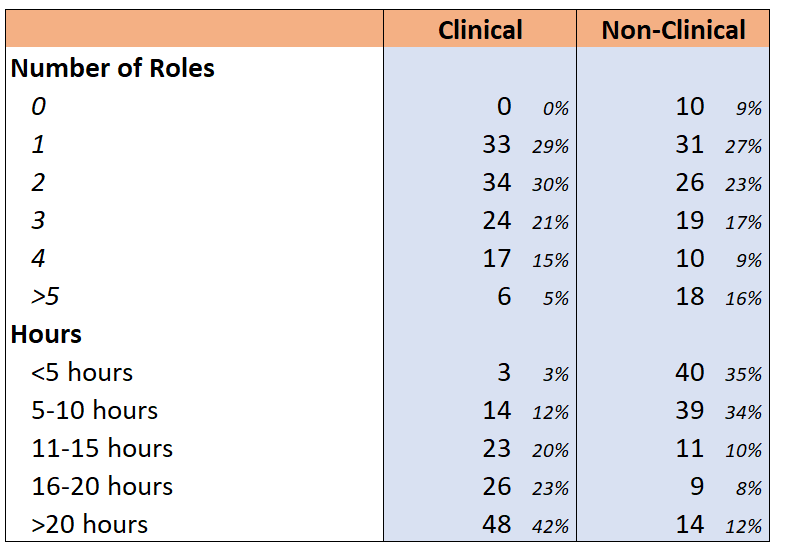 Clinical Non-Clinical
Number of Roles
0 0 0% 10 9%
1 33 29% 31 27%
2 34 30% 26 23%
3 24 21% 19 17%
4 17 15% 10 9%
>5 6 5% 18 16%
Hours
<5 hours 3 3% 40 35%
5-10 hours 14 12% 39 34%
11-15 hours 23 20% 11 10%
16-20 hours 26 23% 9 8%
>20 hours 48 42% 14 12%